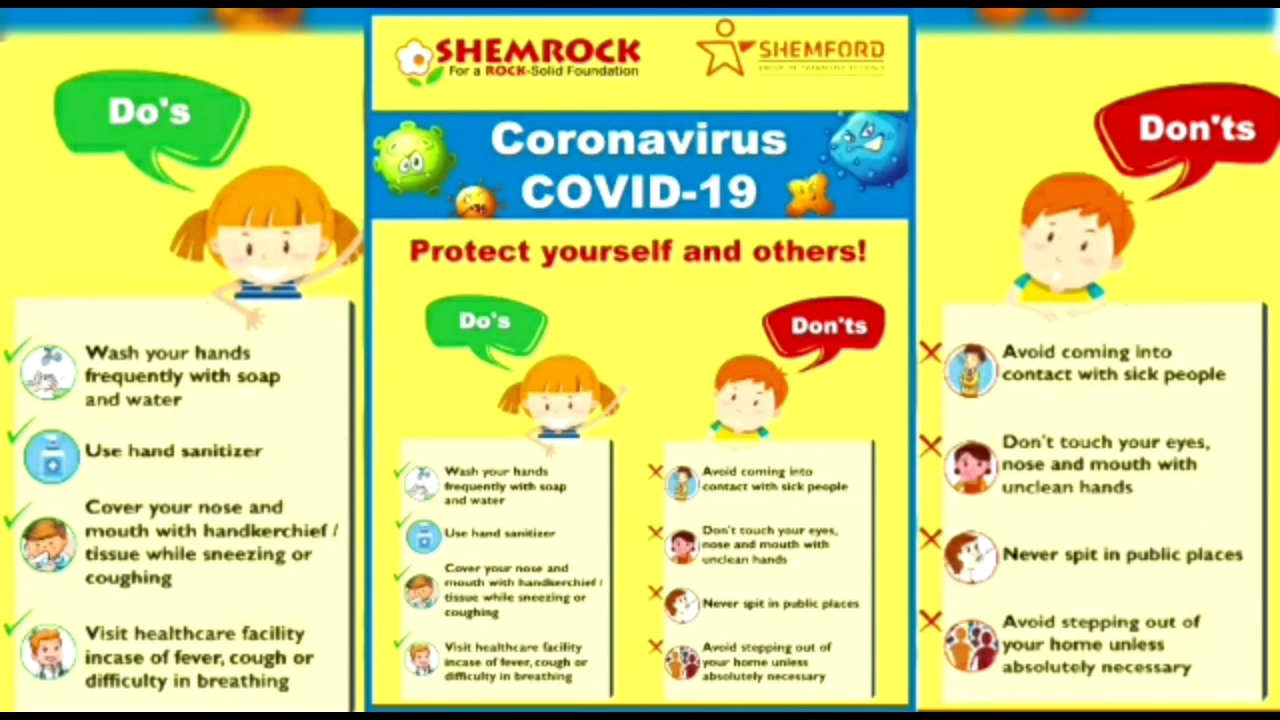 Do's
Wash your hands
frequently with soap
and water
Use hand sanitizer
Cover your nose and
mouth with handkerchief /
tissue while sneezing or
coughing
Visit healthcare facility
incase of fever, cough or
difficulty in breathing
SHEMROCK
For a ROCK-Solid Foundation
SHEMFORD
Coronavirus
COVID-19
Protect yourself and others!
Do's
Wash your hands
frequently with soap
and water
Use hand sanitizer
Cover your nose and
mouth with handkerchief /
tissue while sneezing or
coughing
Visit healthcare facility
incase of fever, cough or
difficulty in breathing
Don'ts
Avoid coming into
contact with sick people
Don't touch your eyes,
nose and mouth with
unclean hands
Never spit in public places
Avoid stepping out of
your home unless
absolutely necessary
Don'ts
Avoid coming into
contact with sick people
Don't touch your eyes,
nose and mouth with
unclean hands
Never spit in public places
Avoid stepping out of
your home unless
absolutely necessary